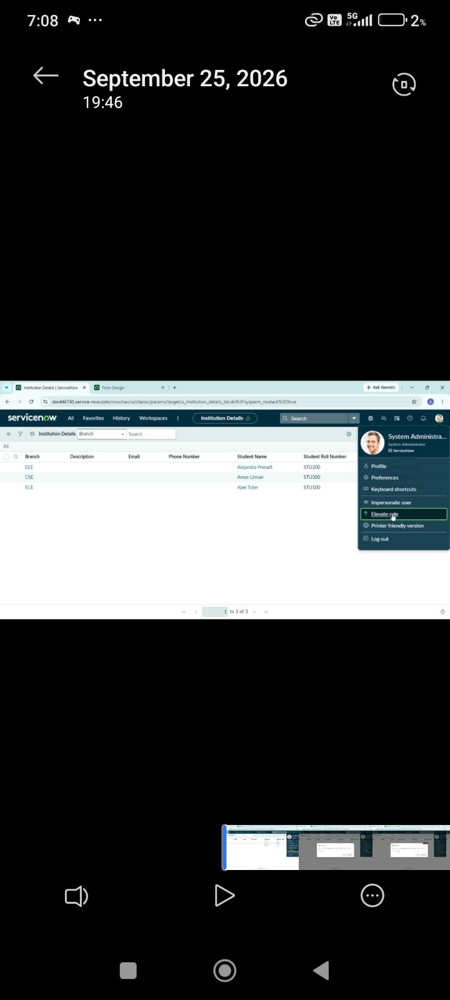 7:08
Vo LTE 5G 2%
September 25, 2026
19:46
Institution Details | ServiceNow
Form Design
Ask Gemini
dev446745.service-now.com/now/nav/ui/classic/params/target/u_institution_details_list.do%3Fsysparm_nostack%3Dtrue
servicenow All Favorites History Workspaces Institution Details Search
Institution Details Branch Search
All
Branch Description Email Phone Number Student Name Student Roll Number
EEE Alejandra Prenatt STU200
CSE Amos Linnan STU300
ECE Abel Tuter STU100
System Administra...
System Administrator
ServiceNow
Profile
Preferences
Keyboard shortcuts
Impersonate user
Elevate role
Printer friendly version
Log out
1 to 3 of 3